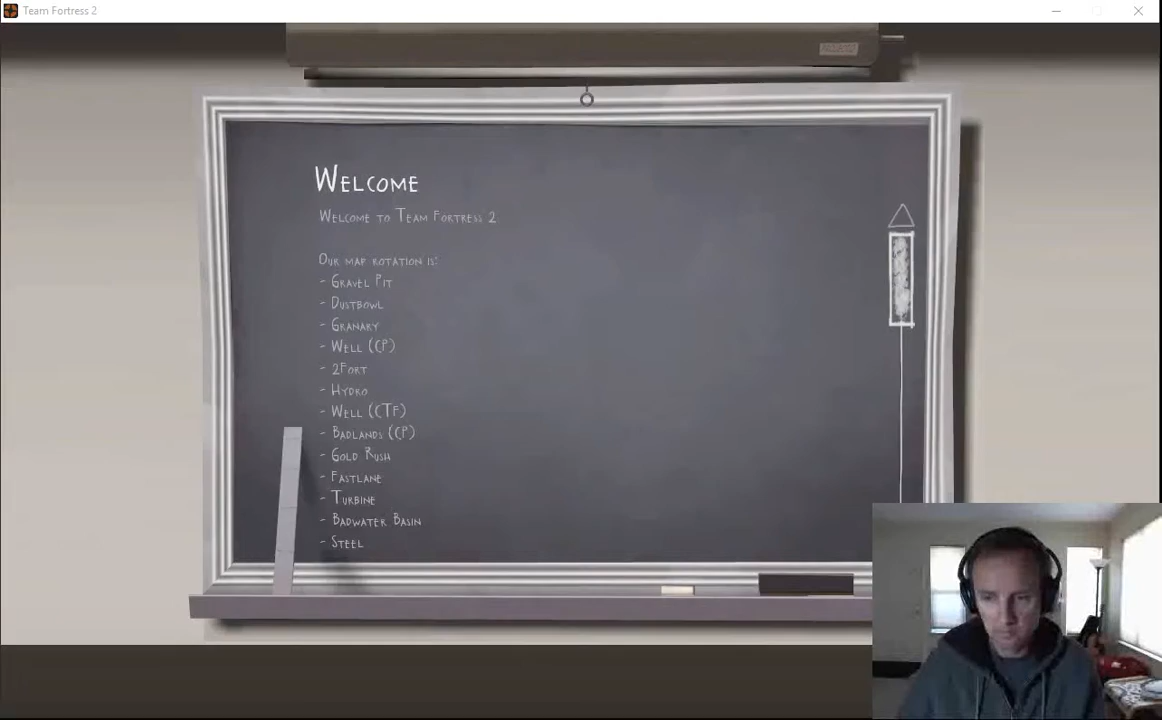 Team Fortress 2
WELCOME
WELCOME TO TEAM FORTRESS 2
OUR MAP ROTATION IS:
- GRAVEL PIT
- DUSTBOWL
- GRANARY
- WELL (CP)
- 2FORT
- HYDRO
- WELL (CTF)
- BADLANDS (CP)
- GOLD RUSH
- FASTLANE
- TURBINE
- BADWATER BASIN
- STEEL